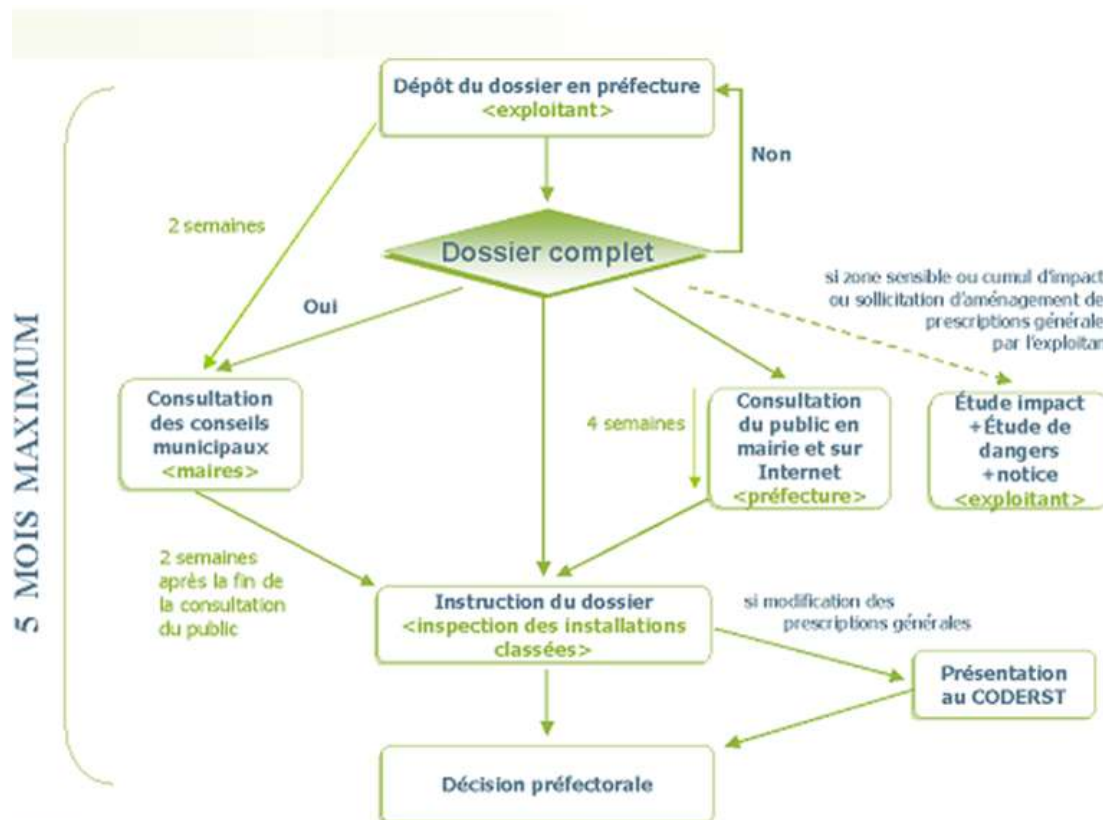 Dépôt du dossier en préfecture
<exploitant>
Non
2 semaines
Dossier complet
Oui
si zone sensible ou cumul d'impact
ou sollicitation d'aménagement de
prescriptions générale
par l'exploitan
Consultation
des conseils
municipaux
<maires>
4 semaines
Consultation
du public en
mairie et sur
Internet
<préfecture>
Étude impact
+Étude de
dangers
+notice
<exploitant>
5 MOIS MAXIMUM
2 semaines
après la fin de
la consultation
du public
Instruction du dossier
<inspection des installations
classées>
si modification des
prescriptions générales
Présentation
au CODERST
Décision préfectorale